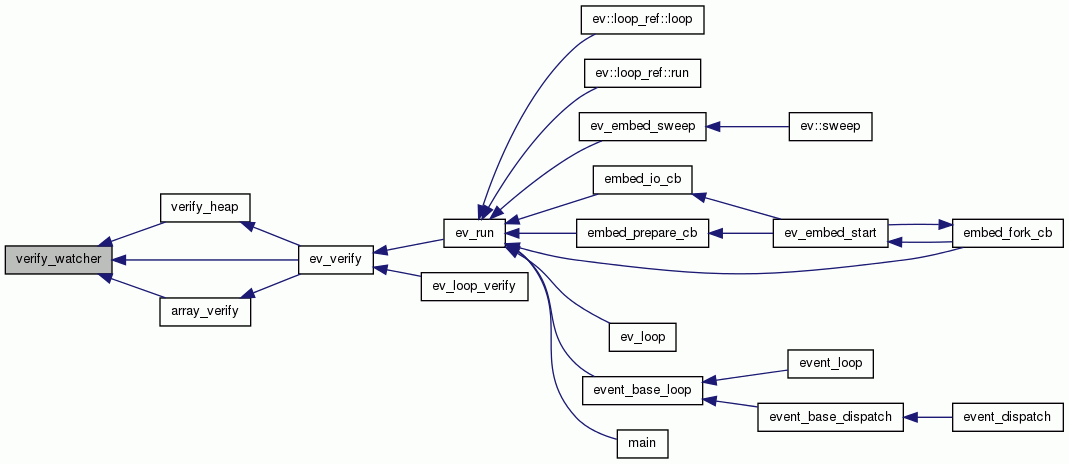 ev::loop_ref::loop
ev::loop_ref::run
ev_embed_sweep
ev::sweep
embed_io_cb
verify_heap
ev_run
embed_prepare_cb
ev_embed_start
embed_fork_cb
verify_watcher
ev_verify
ev_loop_verify
array_verify
ev_loop
event_loop
event_base_loop
event_base_dispatch
event_dispatch
main